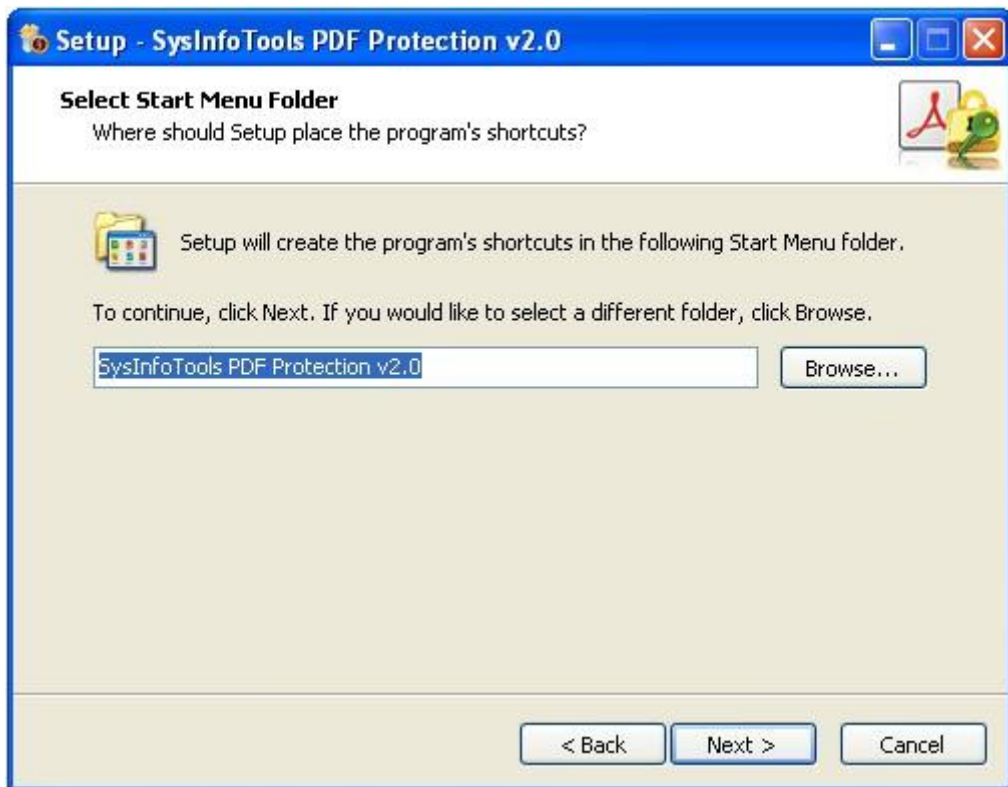 Setup - SysInfoTools PDF Protection v2.0
Select Start Menu Folder
Where should Setup place the program's shortcuts?
Setup will create the program's shortcuts in the following Start Menu folder.
To continue, click Next. If you would like to select a different folder, click Browse.
SysInfoTools PDF Protection v2.0
Browse...
< Back
Next >
Cancel